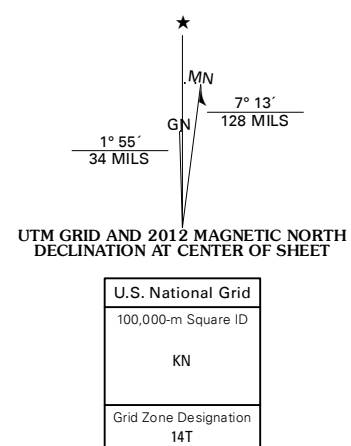 ★
MN
GN
7° 13´
128 MILS
1° 55´
34 MILS
UTM GRID AND 2012 MAGNETIC NORTH
DECLINATION AT CENTER OF SHEET
U.S. National Grid
100,000-m Square ID
KN
Grid Zone Designation
14T